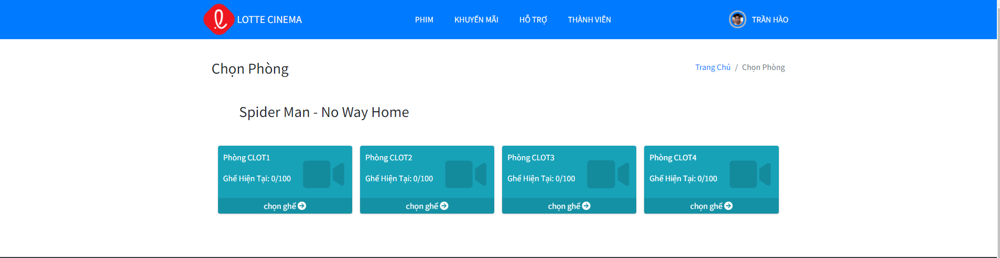 LOTTE CINEMA PHIM KHUYẾN MÃI HỖ TRỢ THÀNH VIÊN TRẦN HÀO
Chọn Phòng Trang Chủ / Chọn Phòng
Spider Man - No Way Home
Phòng CLOT1 Phòng CLOT2 Phòng CLOT3 Phòng CLOT4
Ghế Hiện Tại: 0/100 Ghế Hiện Tại: 0/100 Ghế Hiện Tại: 0/100 Ghế Hiện Tại: 0/100
chọn ghế chọn ghế chọn ghế chọn ghế